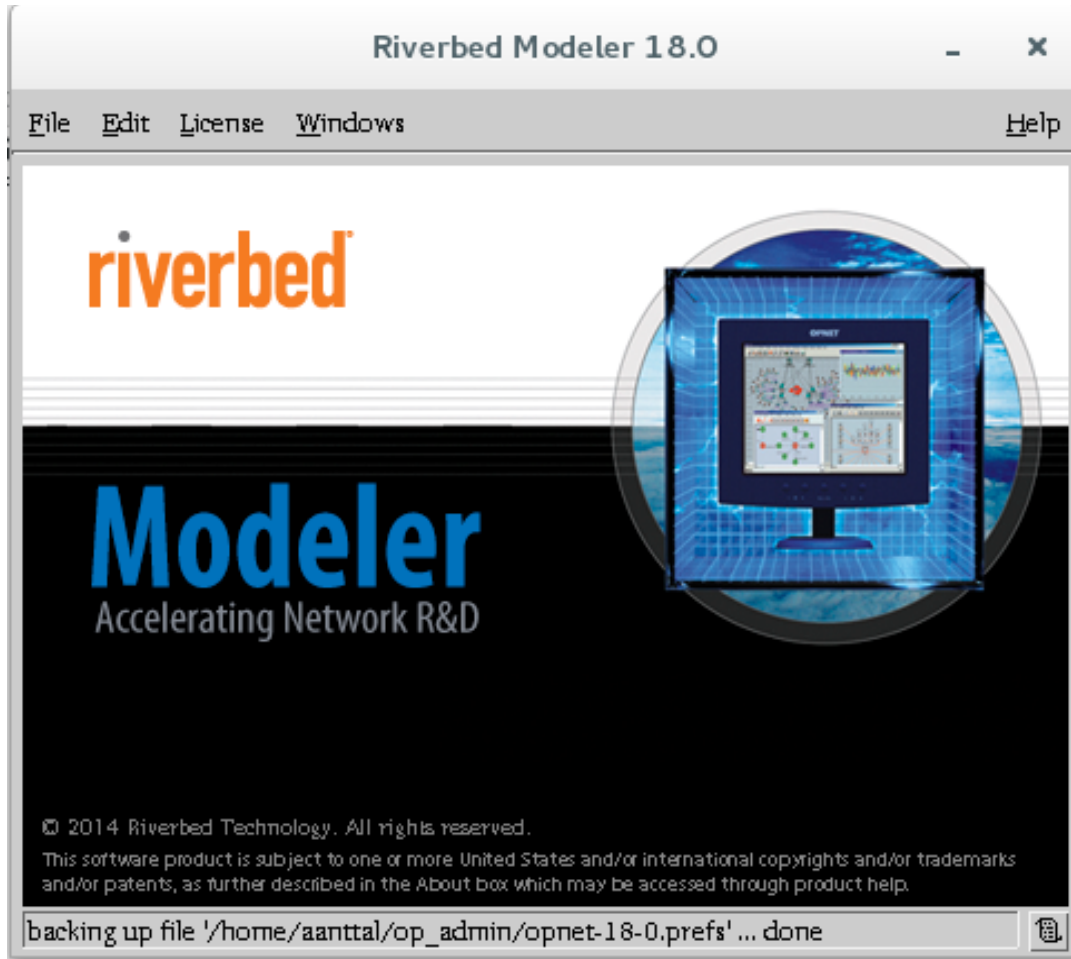 Riverbed Modeler 18.0
File Edit License Windows Help
riverbed
OPNET
Modeler
Accelerating Network R&D
© 2014 Riverbed Technology. All rights reserved.
This software product is subject to one or more United States and/or international copyrights and/or trademarks
and/or patents, as further described in the About box which may be accessed through product help.
backing up file '/home/aanttal/op_admin/opnet-18-0.prefs' ... done